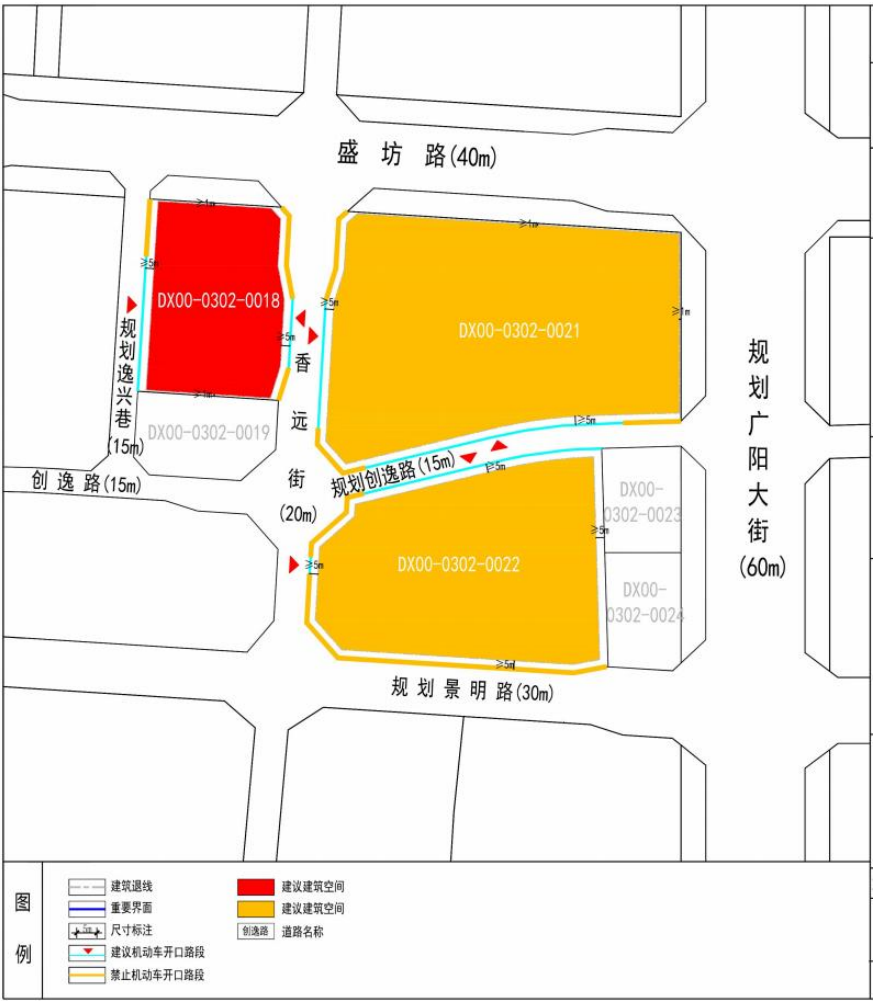 盛坊路(40m)
≥1m
≥1m
≥5m
DX00-0302-0018
≥5m
≥5m
≥1m
DX00-0302-0021
规划逸兴巷
(15m)
香远街
(20m)
规划广阳大街
(60m)
≥1m
DX00-0302-0019
≥5m
创逸路(15m)
规划创逸路(15m)
≥5m
DX00-
0302-0023
≥5m
≥5m
DX00-0302-0022
DX00-
0302-0024
≥5m
规划景明路(30m)
图例
建筑退线
建议建筑空间
重要界面
建议建筑空间
5m
尺寸标注
创逸路
道路名称
建议机动车开口路段
禁止机动车开口路段